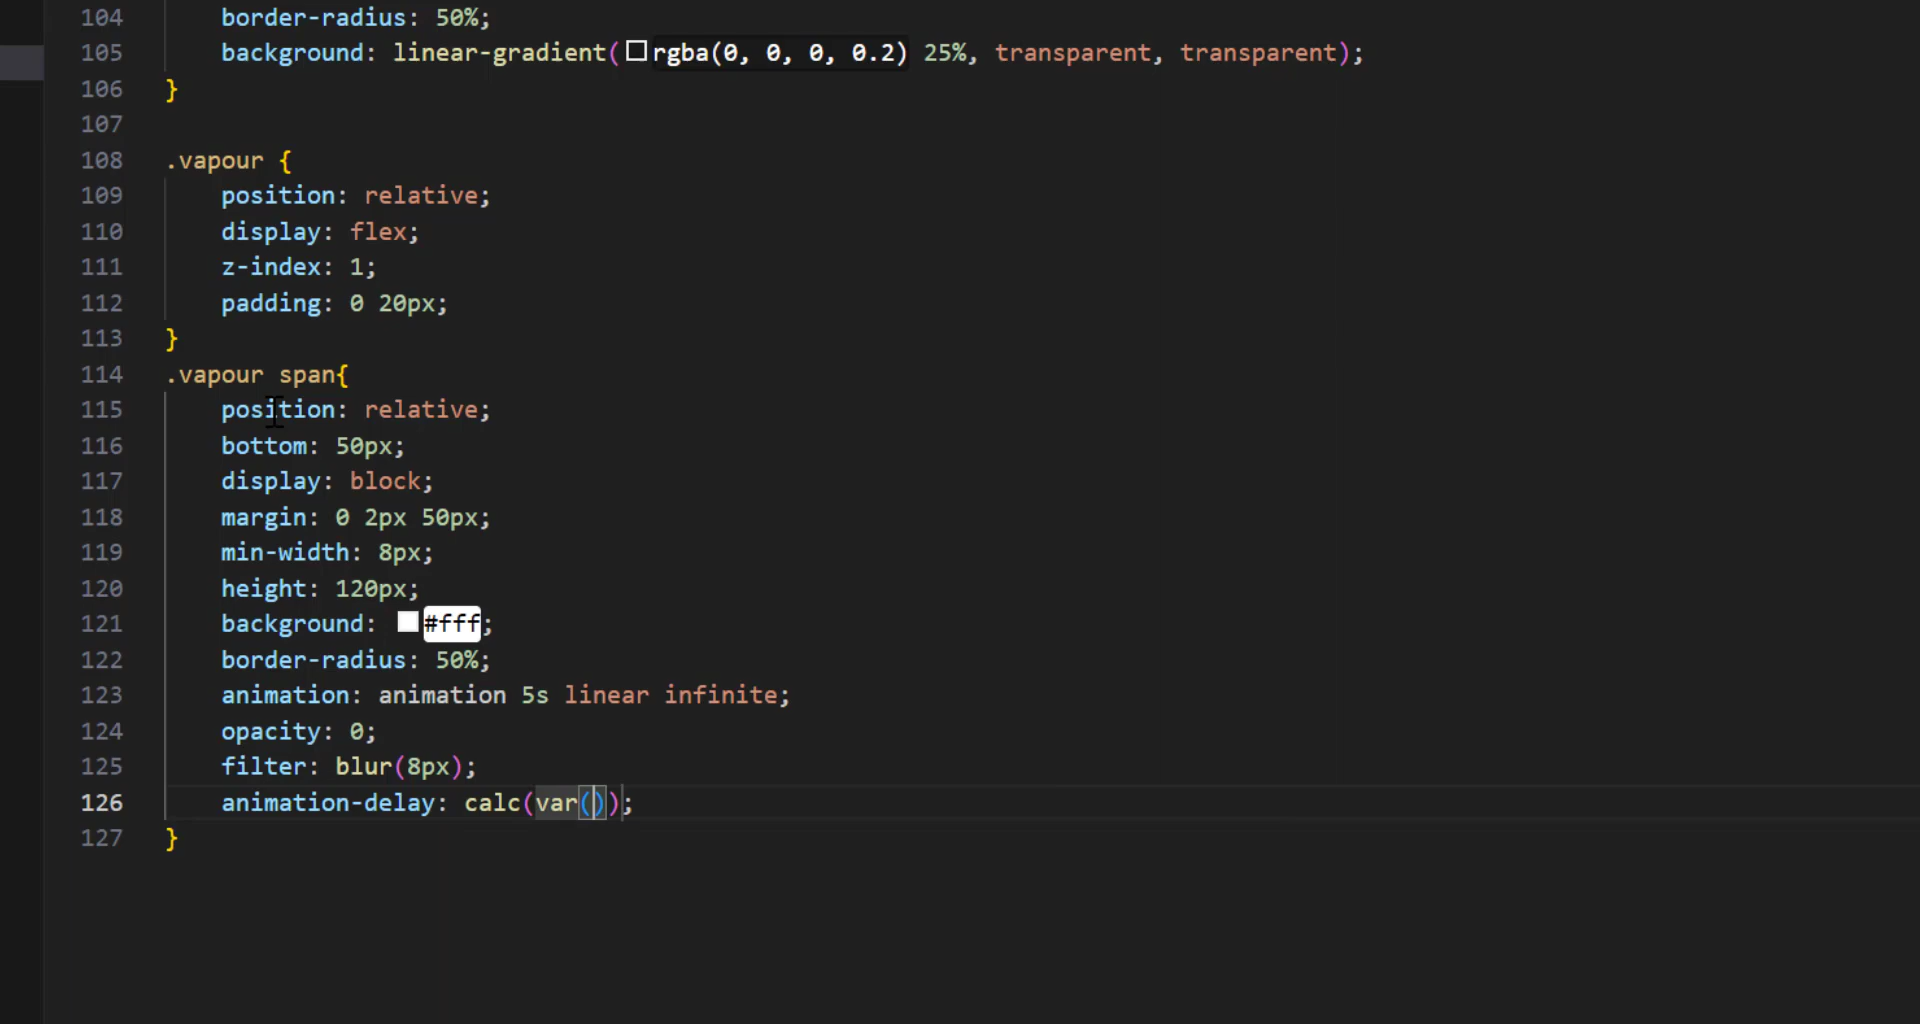 104 border-radius: 50%;
105 background: linear-gradient(rgba(0, 0, 0, 0.2) 25%, transparent, transparent);
106 }
107
108 .vapour {
109 position: relative;
110 display: flex;
111 z-index: 1;
112 padding: 0 20px;
113 }
114 .vapour span{
115 position: relative;
116 bottom: 50px;
117 display: block;
118 margin: 0 2px 50px;
119 min-width: 8px;
120 height: 120px;
121 background: #fff;
122 border-radius: 50%;
123 animation: animation 5s linear infinite;
124 opacity: 0;
125 filter: blur(8px);
126 animation-delay: calc(var());
127 }